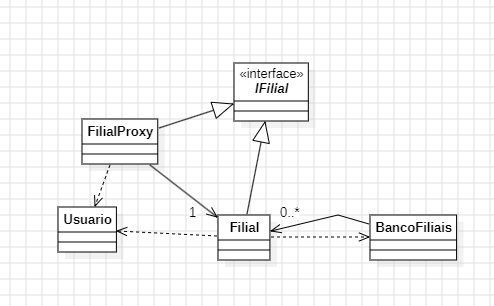 «interface»
IFilial
FilialProxy
Usuario
1
Filial
0..*
BancoFiliais